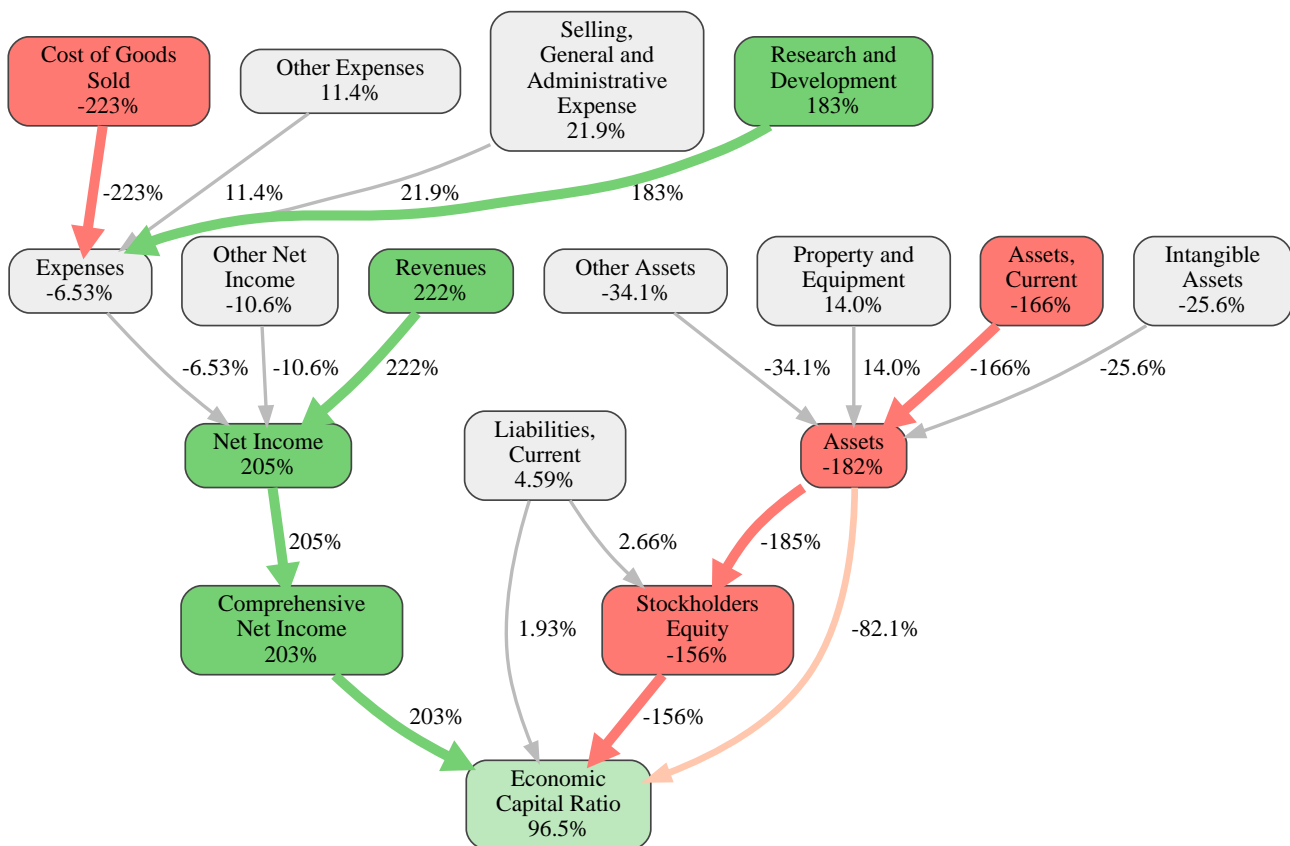 Cost of Goods
Sold
-223%
Other Expenses
11.4%
Selling,
General and
Administrative
Expense
21.9%
Research and
Development
183%
-223%
11.4%
21.9%
183%
Expenses
-6.53%
Other Net
Income
-10.6%
Revenues
222%
Other Assets
-34.1%
Property and
Equipment
14.0%
Assets,
Current
-166%
Intangible
Assets
-25.6%
-6.53%
-10.6%
222%
-34.1%
14.0%
-166%
-25.6%
Net Income
205%
Liabilities,
Current
4.59%
Assets
-182%
205%
2.66%
-185%
Comprehensive
Net Income
203%
1.93%
Stockholders
Equity
-156%
-82.1%
203%
-156%
Economic
Capital Ratio
96.5%